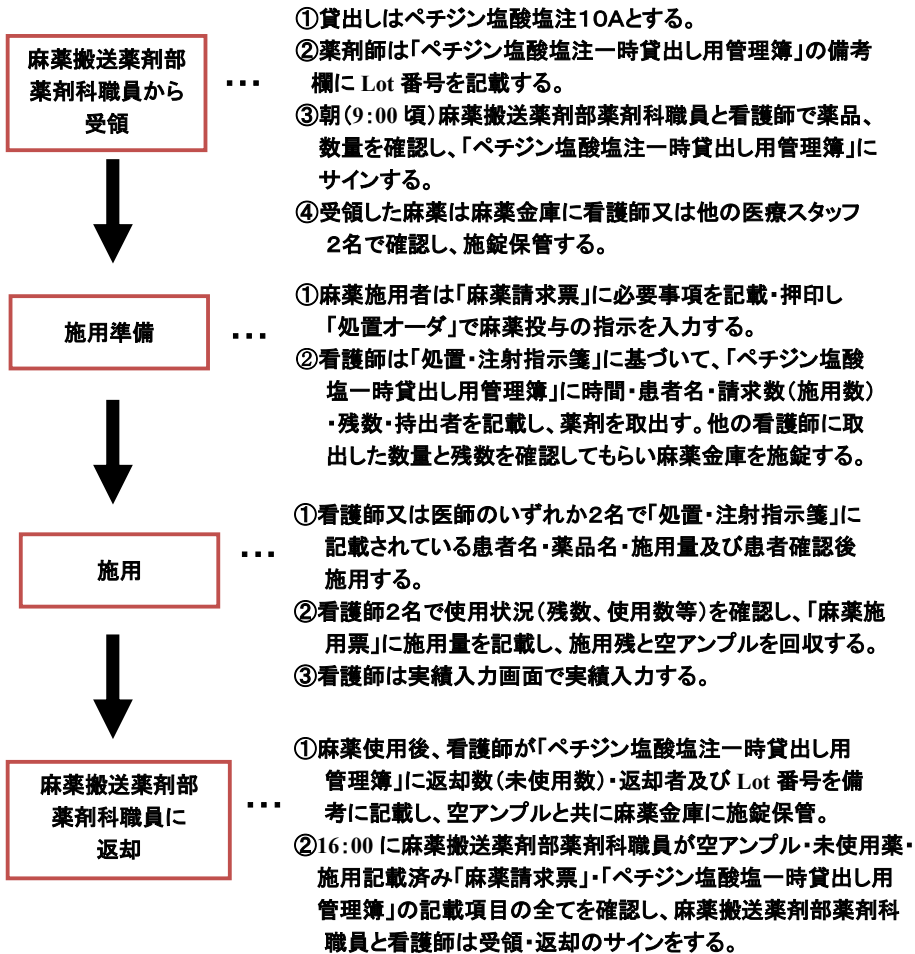 麻薬搬送薬剤部
薬剤科職員から
受領
…
①貸出しはペチジン塩酸塩注10Aとする。
②薬剤師は「ペチジン塩酸塩注一時貸出し用管理簿」の備考
欄に Lot 番号を記載する。
③朝(9:00 頃)麻薬搬送薬剤部薬剤科職員と看護師で薬品、
数量を確認し、「ペチジン塩酸塩注一時貸出し用管理簿」に
サインする。
④受領した麻薬は麻薬金庫に看護師又は他の医療スタッフ
2名で確認し、施錠保管する。
施用準備
…
①麻薬施用者は「麻薬請求票」に必要事項を記載・押印し
「処置オーダ」で麻薬投与の指示を入力する。
②看護師は「処置・注射指示箋」に基づいて、「ペチジン塩酸
塩一時貸出し用管理簿」に時間・患者名・請求数(施用数)
・残数・持出者を記載し、薬剤を取出す。他の看護師に取
出した数量と残数を確認してもらい麻薬金庫を施錠する。
施用
…
①看護師又は医師のいずれか2名で「処置・注射指示箋」に
記載されている患者名・薬品名・施用量及び患者確認後
施用する。
②看護師2名で使用状況(残数、使用数等)を確認し、「麻薬施
用票」に施用量を記載し、施用残と空アンプルを回収する。
③看護師は実績入力画面で実績入力する。
麻薬搬送薬剤部
薬剤科職員に
返却
…
①麻薬使用後、看護師が「ペチジン塩酸塩注一時貸出し用
管理簿」に返却数(未使用数)・返却者及び Lot 番号を備
考に記載し、空アンプルと共に麻薬金庫に施錠保管。
②16:00 に麻薬搬送薬剤部薬剤科職員が空アンプル・未使用薬・
施用記載済み「麻薬請求票」・「ペチジン塩酸塩一時貸出し用
管理簿」の記載項目の全てを確認し、麻薬搬送薬剤部薬剤科
職員と看護師は受領・返却のサインをする。